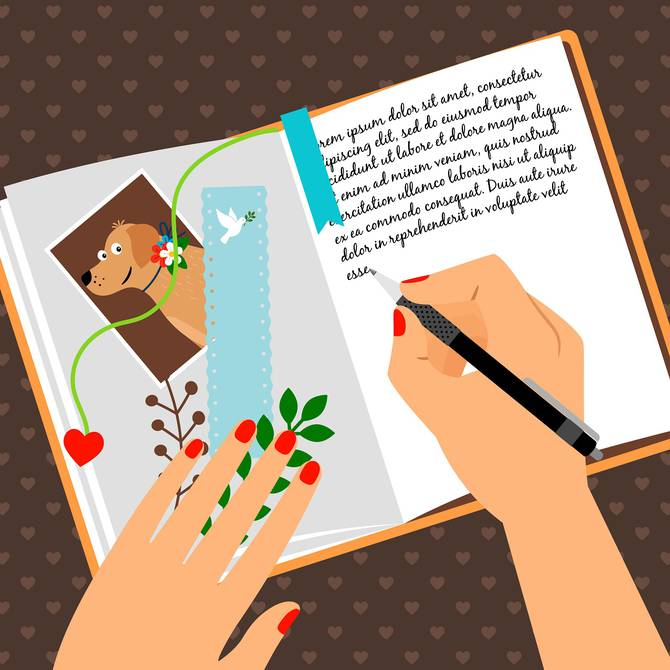 rem ipsum dolor sit amet, consectetur
ipiscing elit, sed do eiusmod tempor
cididunt ut labore et dolore magna aliqua.
enim ad minim veniam, quis nostrud
ercitation ullamco laboris nisi ut aliquip
ex ea commodo consequat. Duis aute irure
dolor in reprehenderit in voluptate velit
esse